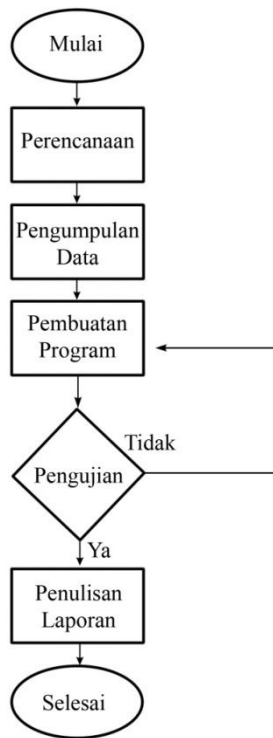 Mulai
Perencanaan
Pengumpulan
Data
Pembuatan
Program
Tidak
Pengujian
Ya
Penulisan
Laporan
Selesai